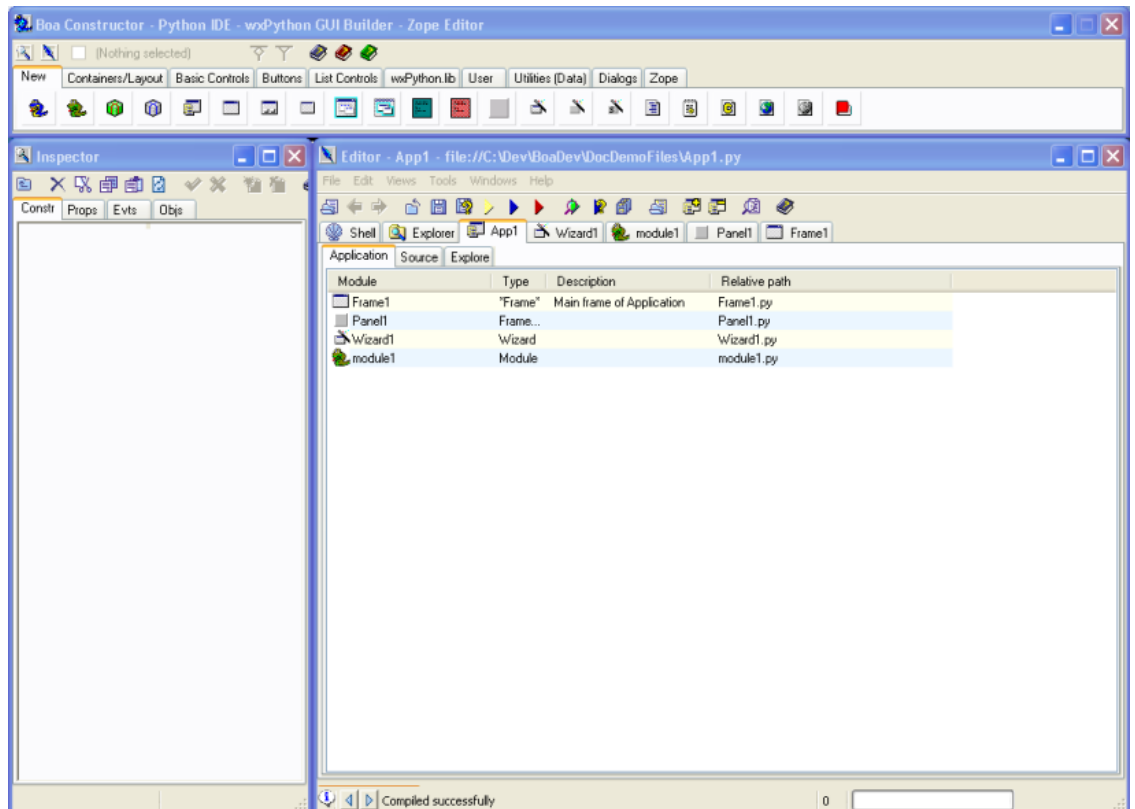 Boa Constructor - Python IDE - wxPython GUI Builder - Zope Editor
(Nothing selected)
New Containers/Layout Basic Controls Buttons List Controls wxPython.lib User Utilities (Data) Dialogs Zope
Inspector
Constr Props Evts Objs
Editor - App1 - file://C:\Dev\BoaDev\DocDemoFiles\App1.py
File Edit Views Tools Windows Help
Shell Explorer App1 Wizard1 module1 Panel1 Frame1
Application Source Explore
Module Type Description Relative path
Frame1 "Frame" Main frame of Application Frame1.py
Panel1 Frame... Panel1.py
Wizard1 Wizard Wizard1.py
module1 Module module1.py
Compiled successfully 0